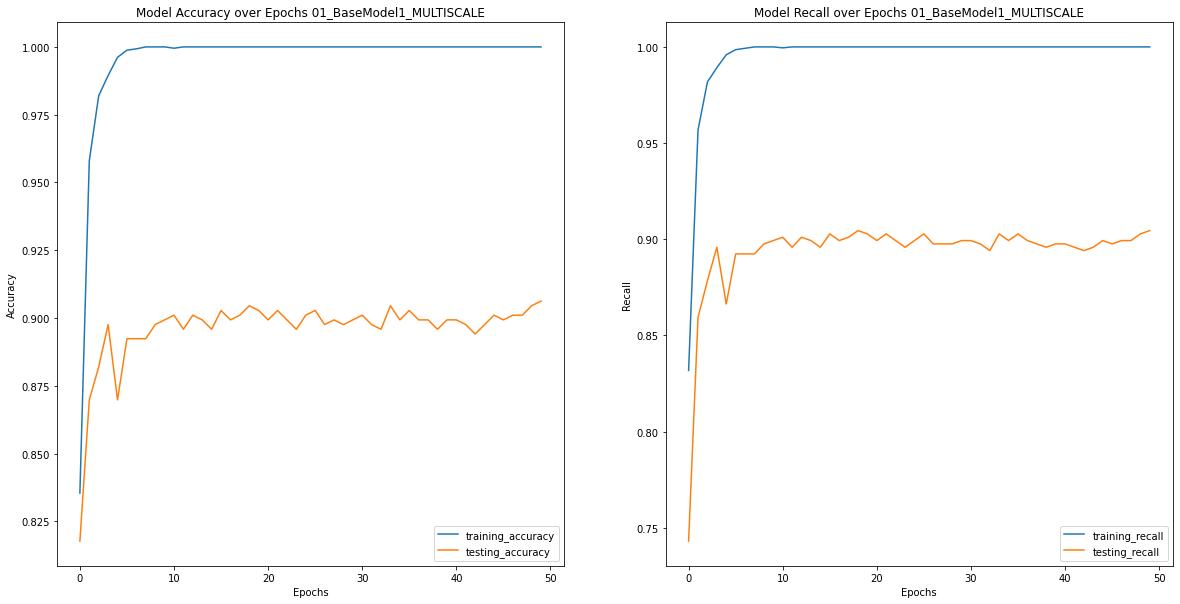 Model Accuracy over Epochs 01_BaseModel1_MULTISCALE
1.000
0.975
0.950
0.925
0.900
0.875
0.850
0.825
Accuracy
0 10 20 30 40 50
Epochs
training_accuracy
testing_accuracy
Model Recall over Epochs 01_BaseModel1_MULTISCALE
1.00
0.95
0.90
0.85
0.80
0.75
Recall
0 10 20 30 40 50
Epochs
training_recall
testing_recall